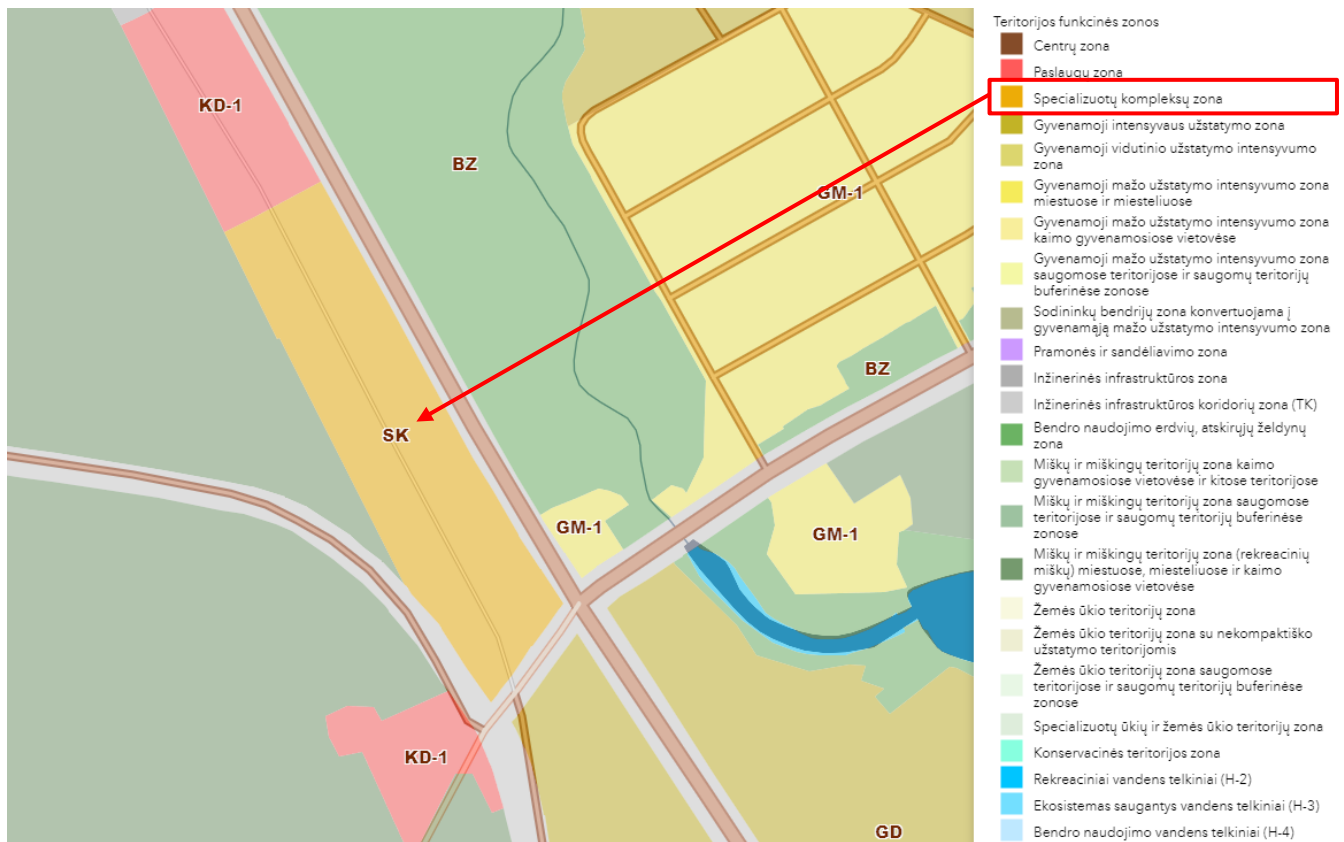 KD-1
BZ
GM-1
BZ
SK
GM-1
GM-1
KD-1
GD
Teritorijos funkcinės zonos
Centrų zona
Paslaugų zona
Specializuotų kompleksų zona
Gyvenamoji intensyvaus užstatymo zona
Gyvenamoji vidutinio užstatymo intensyvumo
zona
Gyvenamoji mažo užstatymo intensyvumo zona
miestuose ir miesteliuose
Gyvenamoji mažo užstatymo intensyvumo zona
kaimo gyvenamosiose vietovėse
Gyvenamoji mažo užstatymo intensyvumo zona
saugomose teritorijose ir saugomų teritorijų
buferinėse zonose
Sodininkų bendrijų zona konvertuojama į
gyvenamąją mažo užstatymo intensyvumo zona
Pramonės ir sandėliavimo zona
Inžinerinės infrastruktūros zona
Inžinerinės infrastruktūros koridorių zona (TK)
Bendro naudojimo erdvių, atskirųjų želdynų
zona
Miškų ir miškingų teritorijų zona kaimo
gyvenamosiose vietovėse ir kitose teritorijose
Miškų ir miškingų teritorijų zona saugomose
teritorijose ir saugomų teritorijų buferinėse
zonose
Miškų ir miškingų teritorijų zona (rekreacinių
miškų) miestuose, miesteliuose ir kaimo
gyvenamosiose vietovėse
Žemės ūkio teritorijų zona
Žemės ūkio teritorijų zona su nekompaktiško
užstatymo teritorijomis
Žemės ūkio teritorijų zona saugomose
teritorijose ir saugomų teritorijų buferinėse
zonose
Specializuotų ūkių ir žemės ūkio teritorijų zona
Konservacinės teritorijos zona
Rekreaciniai vandens telkiniai (H-2)
Ekosistemas saugantys vandens telkiniai (H-3)
Bendro naudojimo vandens telkiniai (H-4)